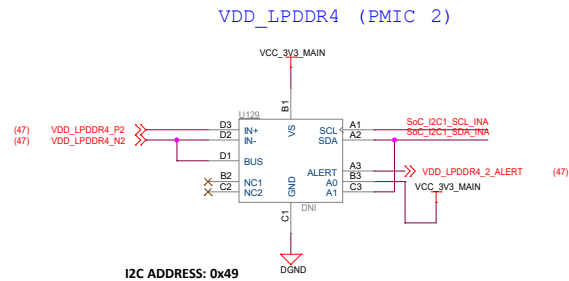 VDD_LPDDR4 (PMIC 2)
VCC_3V3_MAIN
U129
B1
(47) VDD_LPDDR4_P2 D3 IN+ VS SCL A1 SoC_I2C1_SCL_INA
(47) VDD_LPDDR4_N2 D2 IN- SDA A2 SoC_I2C1_SDA_INA
D1 BUS
ALERT A3 VDD_LPDDR4_2_ALERT (47)
B2 NC1 A0 B3 VCC_3V3_MAIN
C2 NC2 GND A1 C3
C1 DNI
DGND
I2C ADDRESS: 0x49